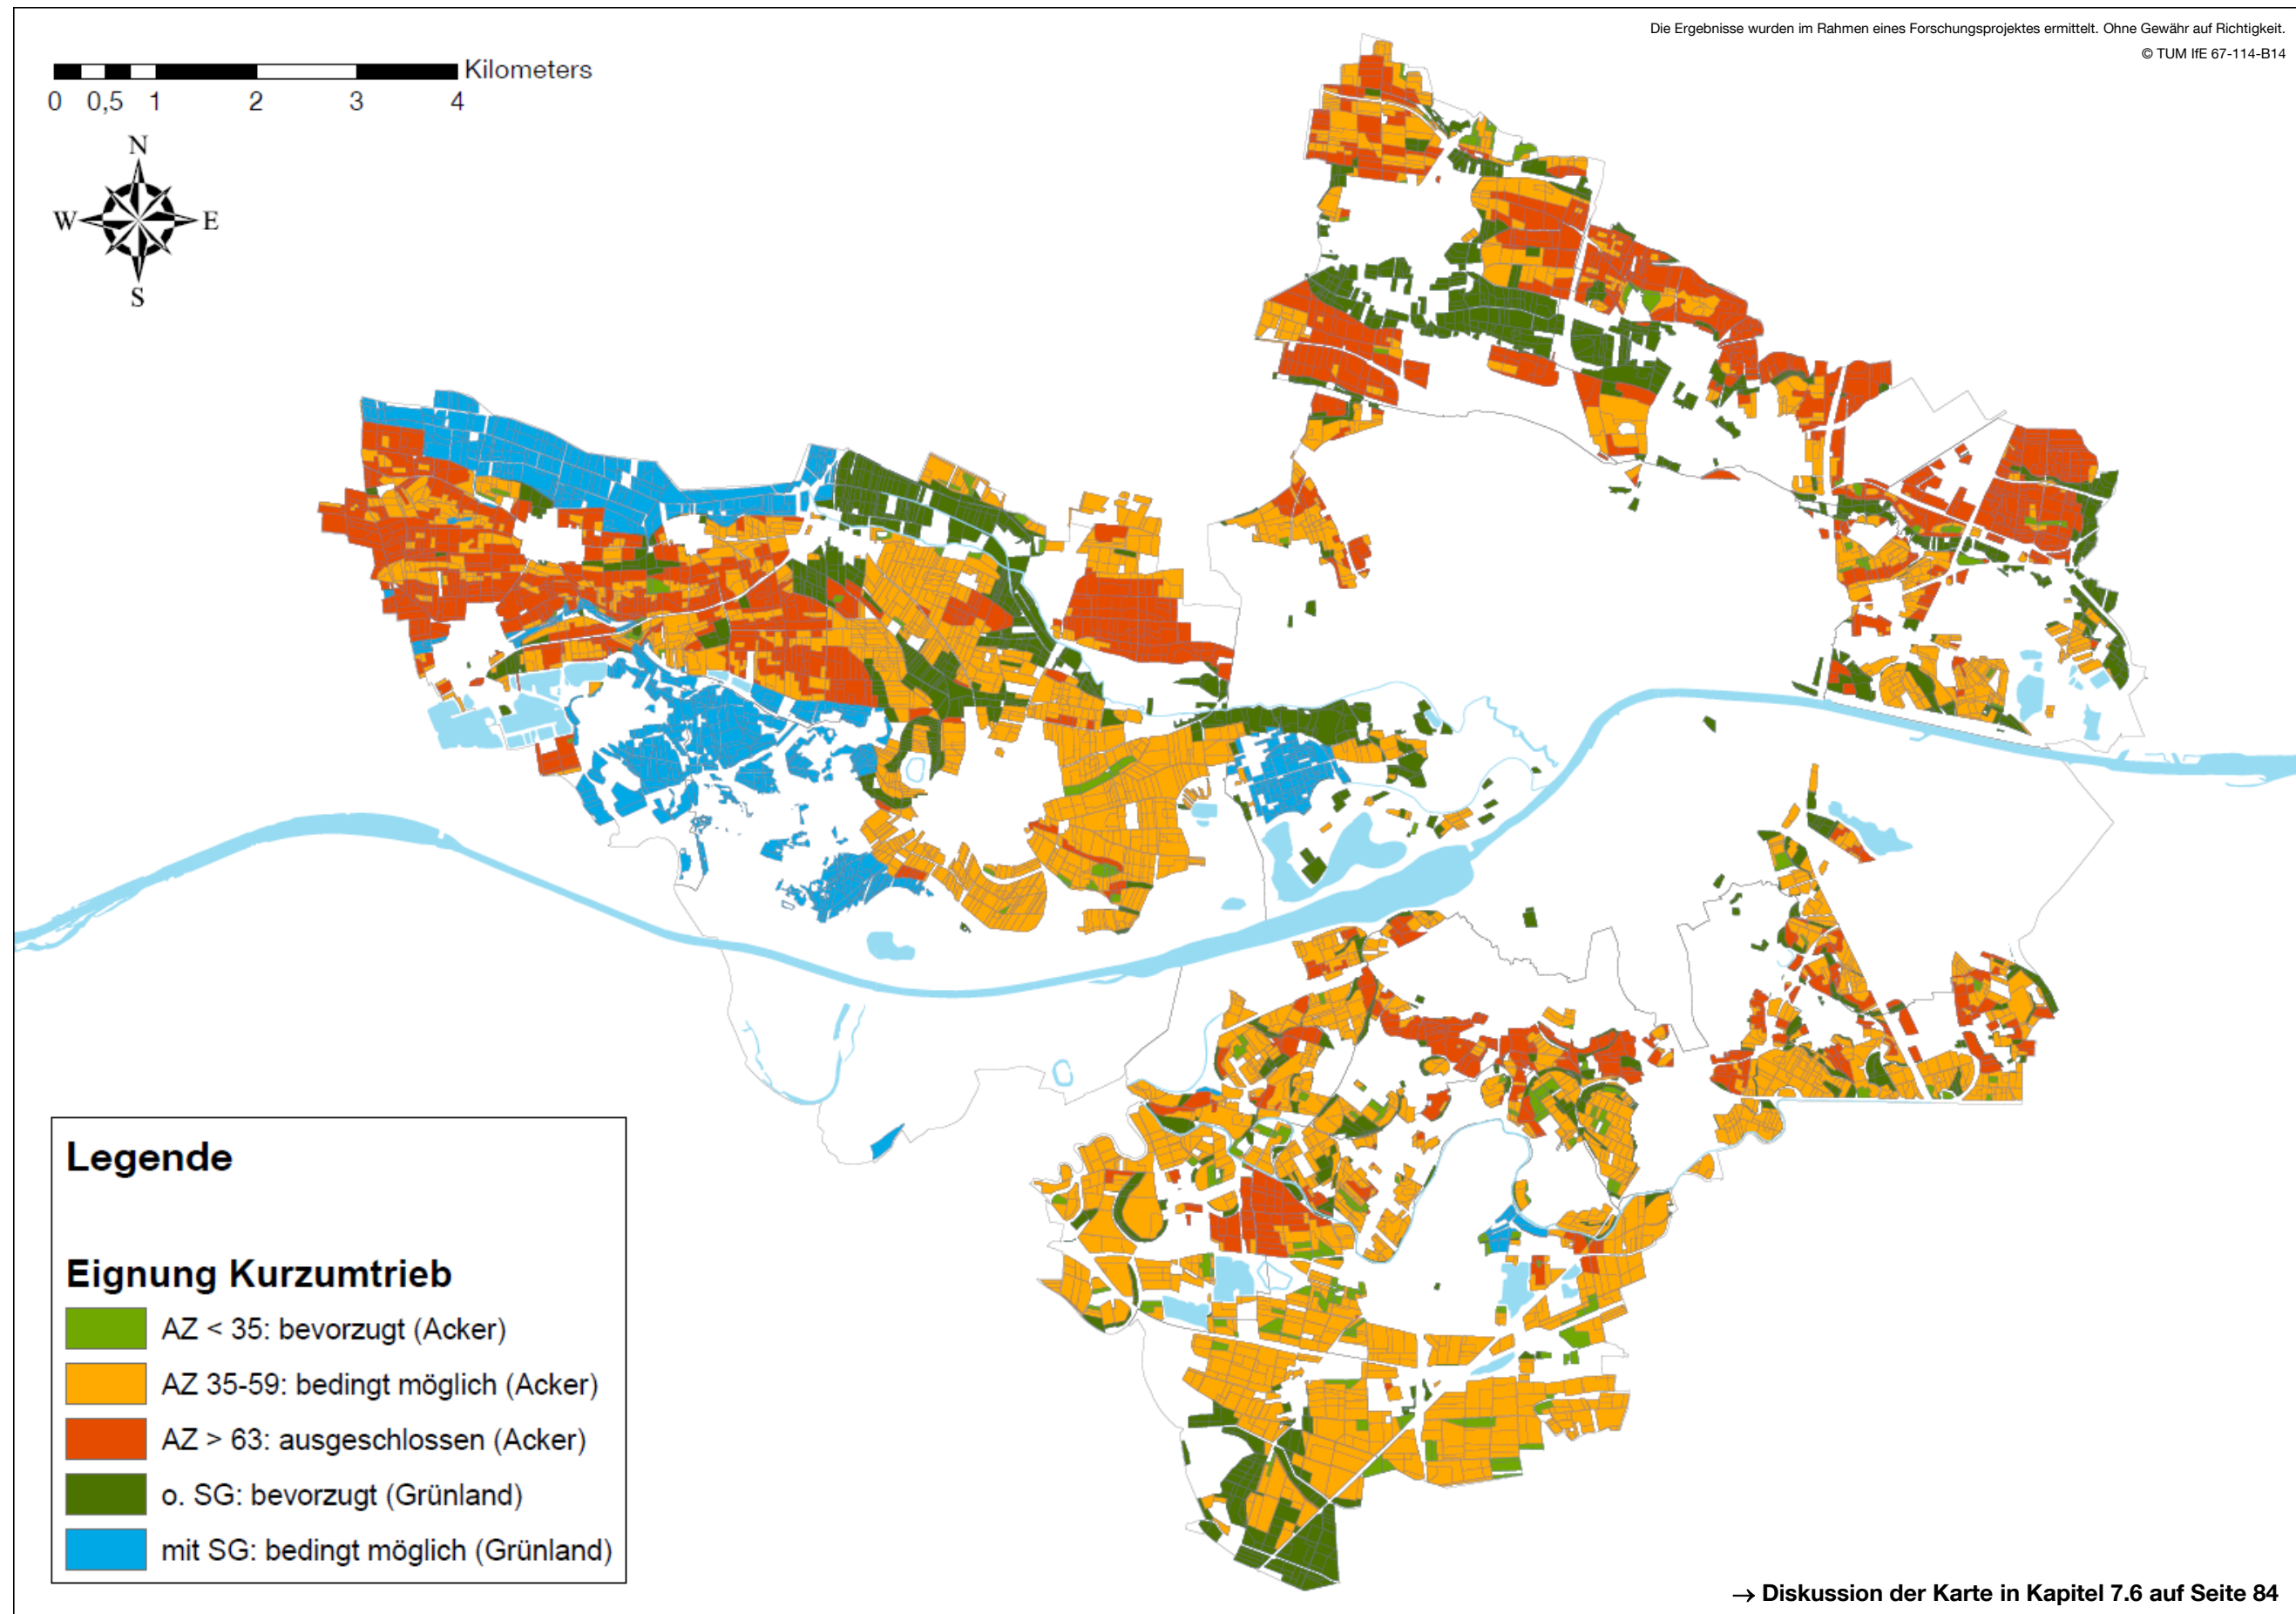 Die Ergebnisse wurden im Rahmen eines Forschungsprojektes ermittelt. Ohne Gewähr auf Richtigkeit.
© TUM IfE 67-114-B14
Kilometers
0 0,5 1 2 3 4
N
W E
S
Legende
Eignung Kurzumtrieb
AZ < 35: bevorzugt (Acker)
AZ 35-59: bedingt möglich (Acker)
AZ > 63: ausgeschlossen (Acker)
o. SG: bevorzugt (Grünland)
mit SG: bedingt möglich (Grünland)
→ Diskussion der Karte in Kapitel 7.6 auf Seite 84